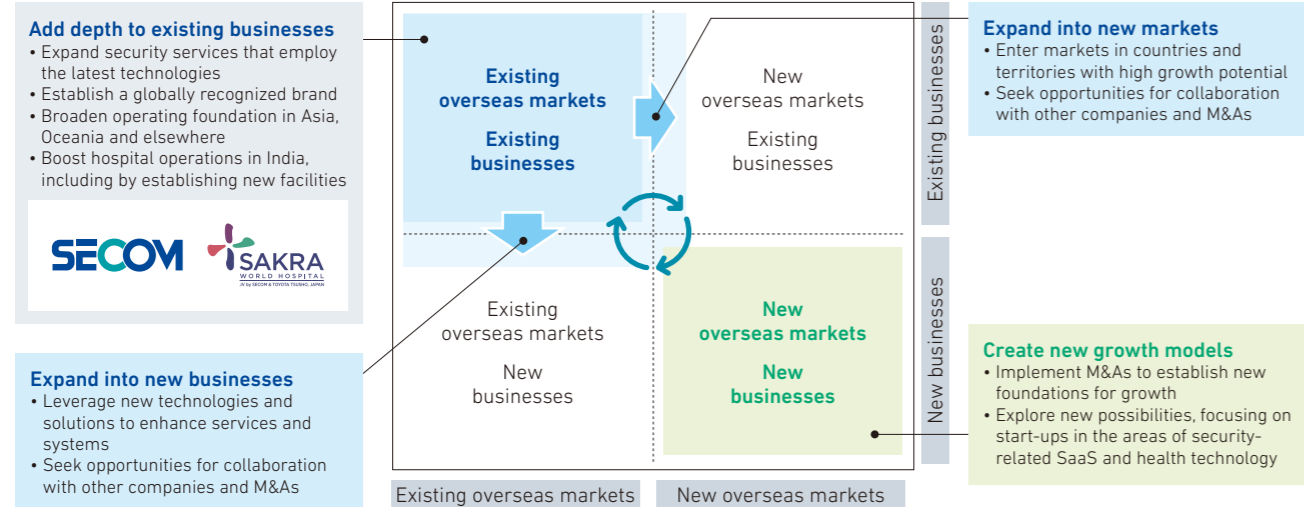 Add depth to existing businesses
• Expand security services that employ
the latest technologies
• Establish a globally recognized brand
• Broaden operating foundation in Asia,
Oceania and elsewhere
• Boost hospital operations in India,
including by establishing new facilities
SECOM
SAKRA
WORLD HOSPITAL
JV by SECOM & TOYOTA TSUSHO, JAPAN
Expand into new businesses
• Leverage new technologies and
solutions to enhance services and
systems
• Seek opportunities for collaboration
with other companies and M&As
Existing
overseas markets
Existing
businesses
New
overseas markets
Existing
businesses
Existing
overseas markets
New
businesses
New
overseas markets
New
businesses
Existing overseas markets
New overseas markets
Existing businesses
New businesses
Expand into new markets
• Enter markets in countries and
territories with high growth potential
• Seek opportunities for collaboration
with other companies and M&As
Create new growth models
• Implement M&As to establish new
foundations for growth
• Explore new possibilities, focusing on
start-ups in the areas of security-
related SaaS and health technology